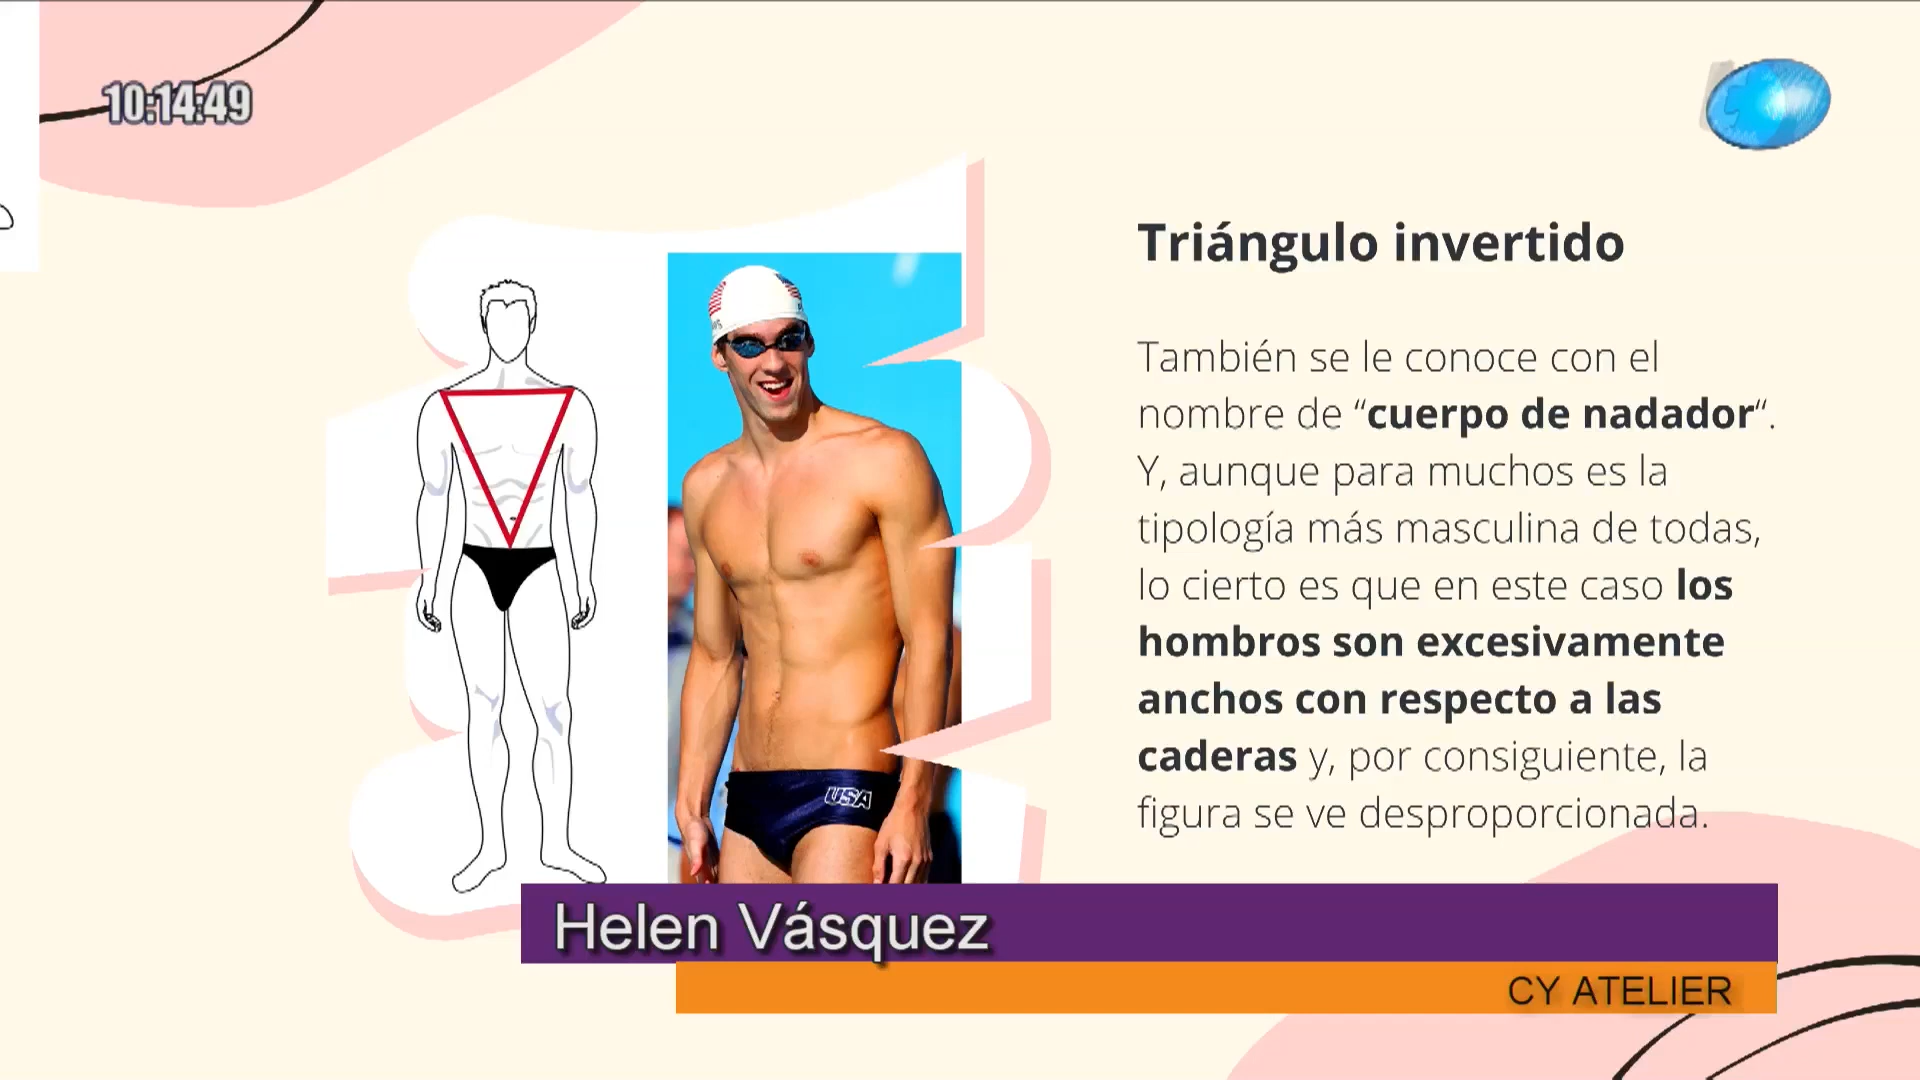 10:14:49
Triángulo invertido
También se le conoce con el
nombre de “cuerpo de nadador“.
Y, aunque para muchos es la
tipología más masculina de todas,
lo cierto es que en este caso los
hombros son excesivamente
anchos con respecto a las
caderas y, por consiguiente, la
figura se ve desproporcionada.
USA
Helen Vásquez
CY ATELIER